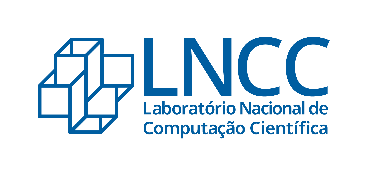 LNCC
Laboratório Nacional de
Computação Científica